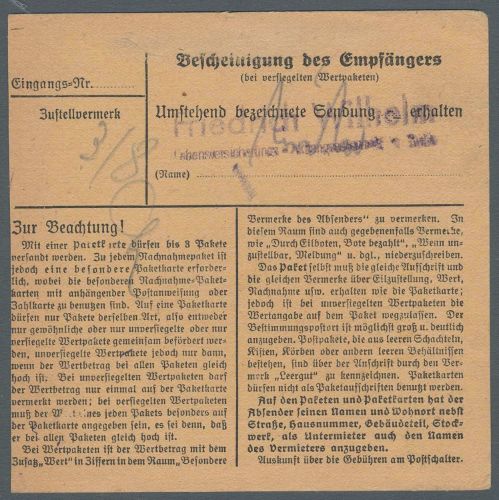 Bescheinigung des Empfängers
(bei versiegelten Wertpaketen)
Eingangs-Nr.
Zustellvermerk
Umstehend bezeichnete Sendung erhalten
Friedrich Wilhelm
Lebensversicherungs
(Name)
3/8
Zur Beachtung!
Mit einer Paketkarte dürfen bis 3 Pakete
versandt werden. Zu jedem Nachnahmepaket ist
jedoch eine besondere Paketkarte erforder-
lich, wobei die besonderen Nachnahme-Paket-
karten mit anhängender Postanweisung oder
Zahlkarte zu benutzen sind. Auf eine Paketkarte
dürfen nur Pakete derselben Art, also entweder
nur gewöhnliche oder nur unversiegelte oder nur
versiegelte Wertpakete gemeinsam befördert wer-
den, unversiegelte Wertpakete jedoch nur dann,
wenn der Wertbetrag bei allen Paketen gleich
hoch ist. Bei unversiegelten Wertpaketen darf
der Wertbetrag nur einmal auf der Paketkarte
vermerkt werden; bei versiegelten Wertpaketen
muß der jedes Pakets besonders auf der
Paketkarte angegeben sein, es sei denn, daß
er bei allen Paketen gleich hoch ist.
Bei Wertpaketen ist der Wertbetrag mit dem
Zusatz „Wert" in Ziffern in dem Raum „Besondere
Vermerke des Absenders" zu vermerken. In
diesem Raum sind auch gegebenenfalls Vermerke,
wie „Durch Eilboten, Bote bezahlt", „Wenn un-
zustellbar, Meldung" u. dgl., niederzuschreiben.
Das Paket selbst muß die gleiche Aufschrift und
die gleichen Vermerke über Eilzustellung, Wert,
Nachnahme usw. erhalten wie die Paketkarte;
jedoch ist bei unversiegelten Wertpaketen die
Wertangabe auf dem Paket wegzulassen. Der
Bestimmungspostort ist möglichst groß u. deutlich
anzugeben. Postpakete, die aus leeren Schachteln,
Kisten, Körben oder andern leeren Behältnissen
bestehen, sind über der Aufschrift durch den Ver-
merk „Leergut" zu kennzeichnen. Paketkarten
dürfen nicht als Paketaufschriften benutzt werden.
Auf den Paketen und Paketkarten hat der
Absender seinen Namen und Wohnort nebst
Straße, Hausnummer, Gebäudeteil, Stock-
werk, als Untermieter auch den Namen
des Vermieters anzugeben.
Auskunft über die Gebühren am Postschalter.